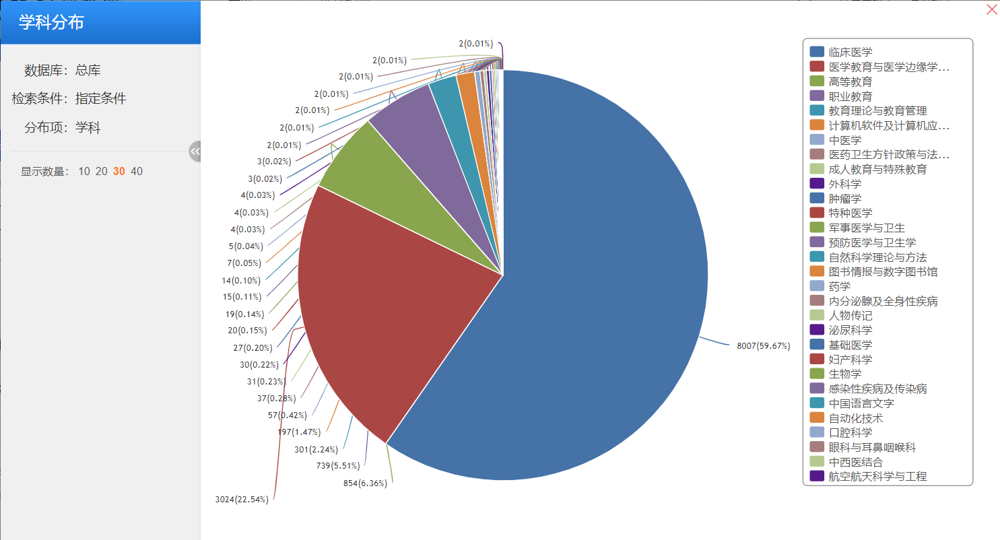 学科分布
数据库：总库
检索条件：指定条件
分布项：学科
显示数量： 10 20 30 40
2(0.01%)
2(0.01%)
2(0.01%)
2(0.01%)
2(0.01%)
2(0.01%)
2(0.01%)
3(0.02%)
3(0.02%)
4(0.03%)
4(0.03%)
4(0.03%)
5(0.04%)
7(0.05%)
14(0.10%)
15(0.11%)
19(0.14%)
20(0.15%)
27(0.20%)
30(0.22%)
31(0.23%)
37(0.28%)
57(0.42%)
197(1.47%)
301(2.24%)
739(5.51%)
854(6.36%)
3024(22.54%)
8007(59.67%)
临床医学
医学教育与医学边缘学...
高等教育
职业教育
教育理论与教育管理
计算机软件及计算机应...
中医学
医药卫生方针政策与法...
成人教育与特殊教育
外科学
肿瘤学
特种医学
军事医学与卫生
预防医学与卫生学
自然科学理论与方法
图书情报与数字图书馆
药学
内分泌腺及全身性疾病
人物传记
泌尿科学
基础医学
妇产科学
生物学
感染性疾病及传染病
中国语言文字
自动化技术
口腔科学
眼科与耳鼻咽喉科
中西医结合
航空航天科学与工程